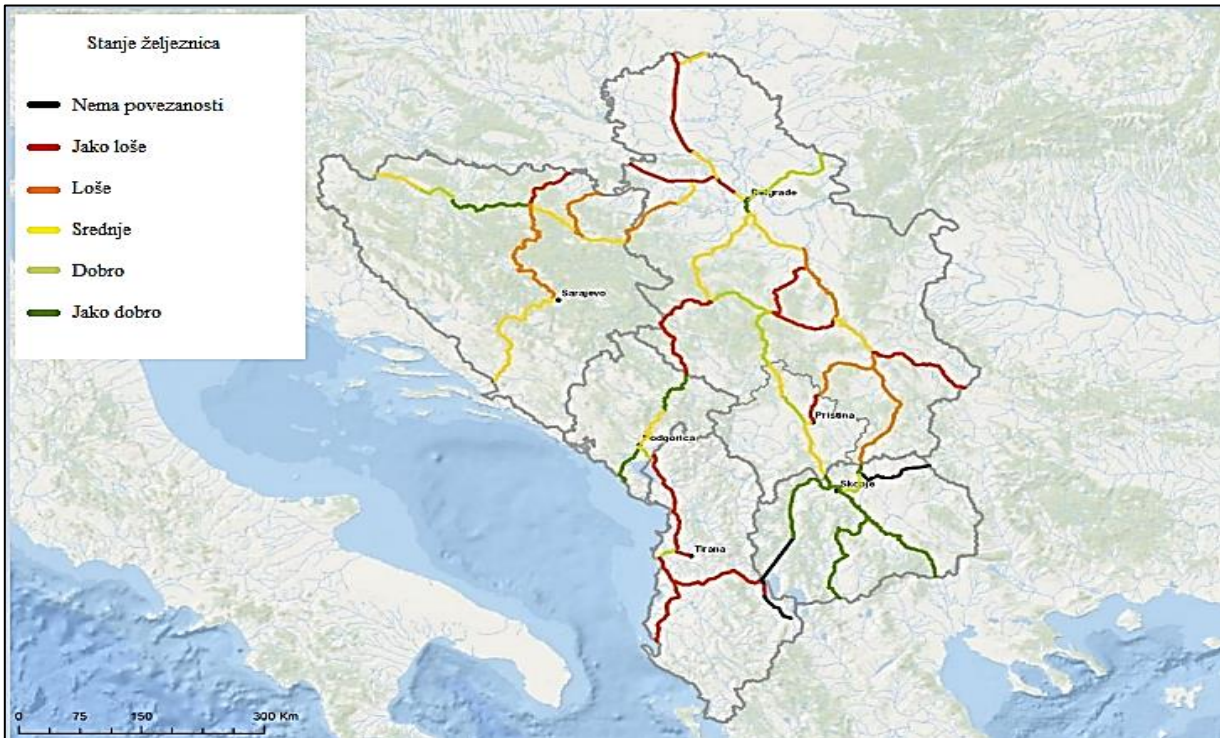 Stanje željeznica
Nema povezanosti
Jako loše
Loše
Srednje
Dobro
Jako dobro
Belgrade
Sarajevo
Podgorica
Pristina
Skopje
Tirana
0 75 150 300 Km